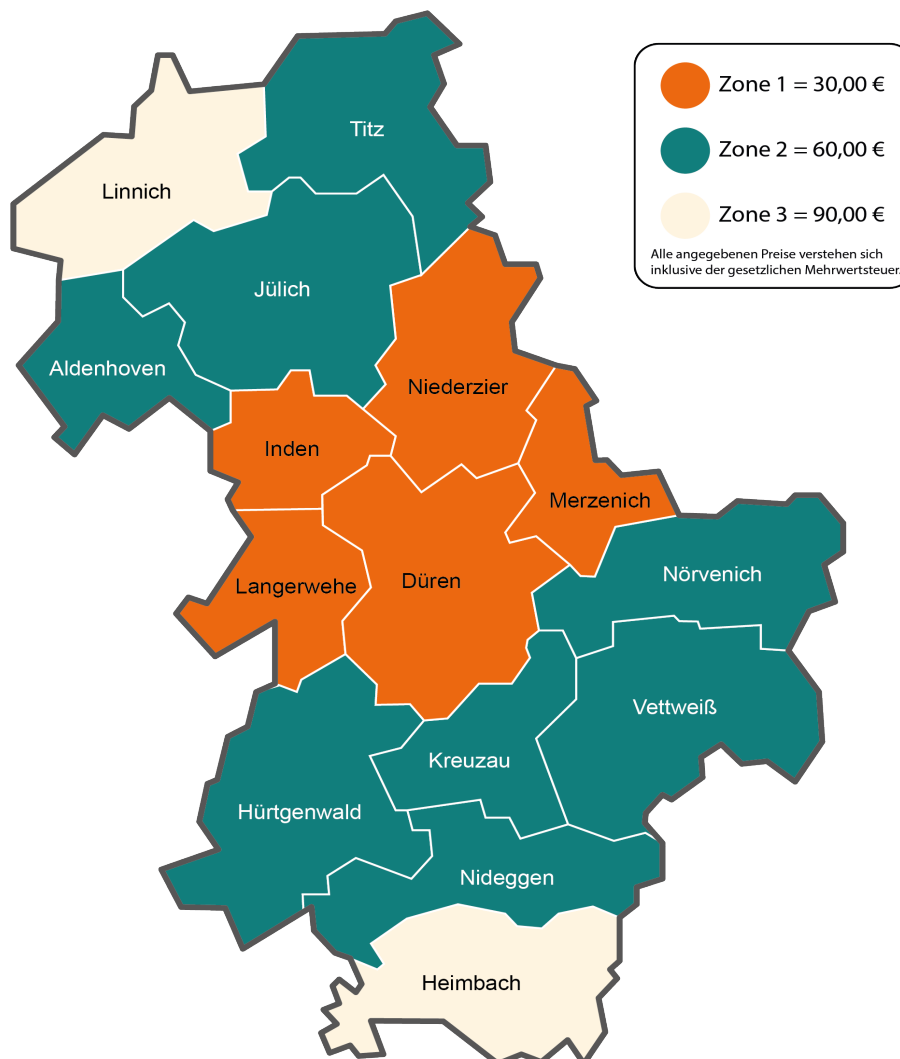 Zone 1 = 30,00 €
Zone 2 = 60,00 €
Zone 3 = 90,00 €
Alle angegebenen Preise verstehen sich
inklusive der gesetzlichen Mehrwertsteuer.
Titz
Linnich
Jülich
Aldenhoven
Niederzier
Inden
Merzenich
Nörvenich
Langerwehe
Düren
Vettweiß
Kreuzau
Hürtgenwald
Nideggen
Heimbach